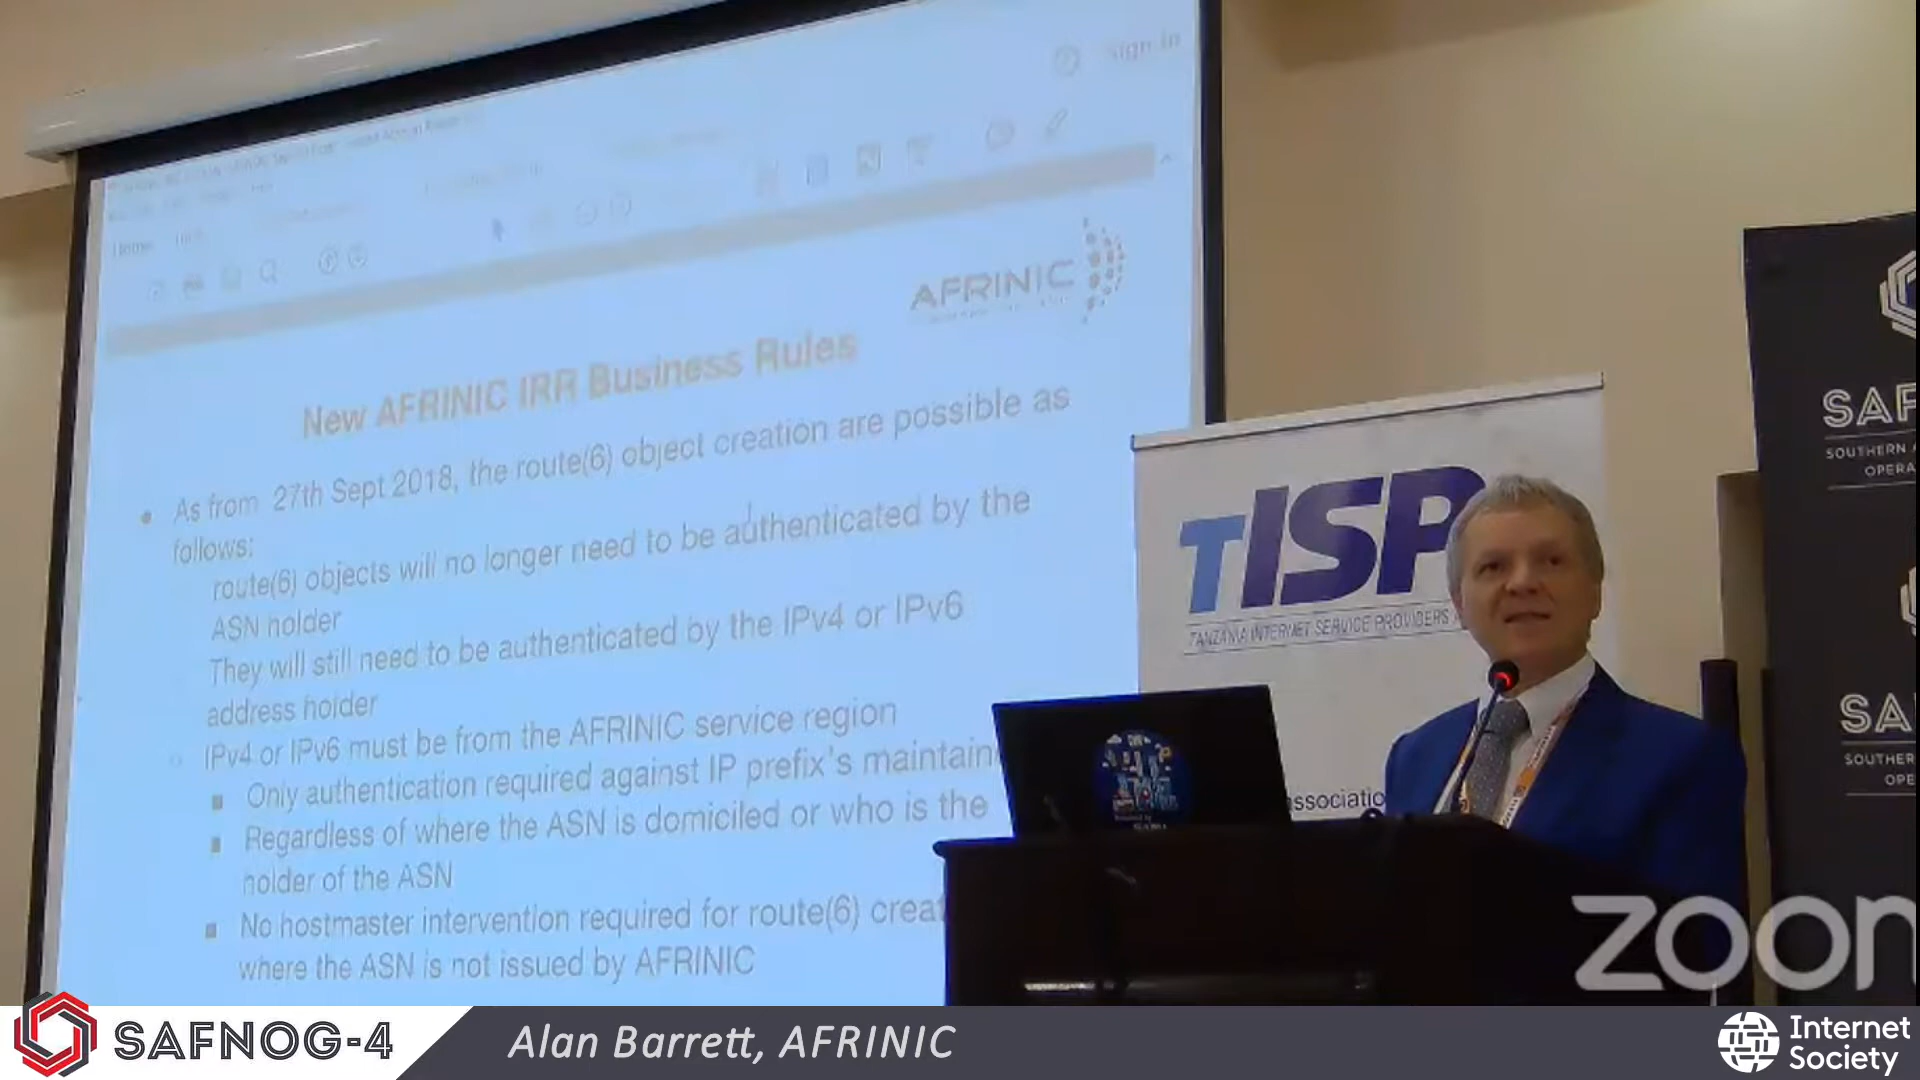 Sign In
Home
AFRINIC
New AFRINIC IRR Business Rules
As from 27th Sept 2018, the route(6) object creation are possible as
follows:
route(6) objects will no longer need to be authenticated by the
ASN holder
They will still need to be authenticated by the IPv4 or IPv6
address holder
IPv4 or IPv6 must be from the AFRINIC service region
Only authentication required against IP prefix's maintain
Regardless of where the ASN is domiciled or who is the
holder of the ASN
No hostmaster intervention required for route(6) creat
where the ASN is not issued by AFRINIC
TISP
TANZANIA INTERNET SERVICE PROVIDERS
associatio
SAF
SOUTHERN
OPERA
SA
SOUTHER
OPE
zoom
SAFNOG-4
Alan Barrett, AFRINIC
Internet
Society